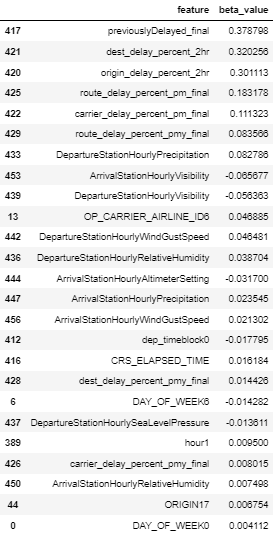 feature beta_value
417 previouslyDelayed_final 0.378798
421 dest_delay_percent_2hr 0.320256
420 origin_delay_percent_2hr 0.301113
425 route_delay_percent_pm_final 0.183178
422 carrier_delay_percent_pm_final 0.111323
429 route_delay_percent_pmy_final 0.083566
433 DepartureStationHourlyPrecipitation 0.082786
453 ArrivalStationHourlyVisibility -0.065677
439 DepartureStationHourlyVisibility -0.056363
13 OP_CARRIER_AIRLINE_ID6 0.046885
442 DepartureStationHourlyWindGustSpeed 0.046481
436 DepartureStationHourlyRelativeHumidity 0.038704
444 ArrivalStationHourlyAltimeterSetting -0.031700
447 ArrivalStationHourlyPrecipitation 0.023545
456 ArrivalStationHourlyWindGustSpeed 0.021302
412 dep_timeblock0 -0.017795
416 CRS_ELAPSED_TIME 0.016184
428 dest_delay_percent_pmy_final 0.014426
6 DAY_OF_WEEK6 -0.014282
437 DepartureStationHourlySeaLevelPressure -0.013611
389 hour1 0.009500
426 carrier_delay_percent_pmy_final 0.008015
450 ArrivalStationHourlyRelativeHumidity 0.007498
44 ORIGIN17 0.006754
0 DAY_OF_WEEK0 0.004112